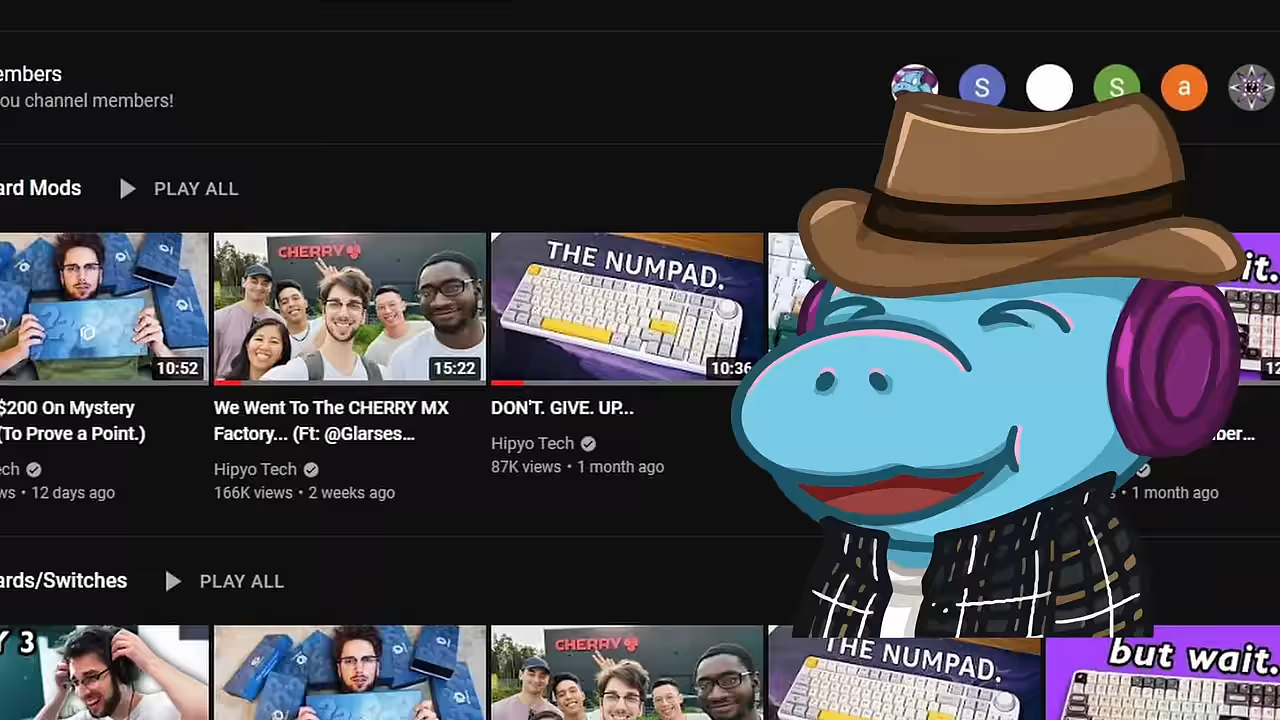 embers
ou channel members!
S
S
a
ard Mods
PLAY ALL
CHERRY
THE NUMPAD.
it.
10:52
15:22
10:36
12
$200 On Mystery
(To Prove a Point.)
We Went To The CHERRY MX
Factory... (Ft: @Glarses...
DON'T. GIVE. UP...
ber...
ech
Hipyo Tech
Hipyo Tech
ws • 12 days ago
166K views • 2 weeks ago
87K views • 1 month ago
s • 1 month ago
ards/Switches
PLAY ALL
Y 3
CHERRY
THE NUMPAD.
but wait.